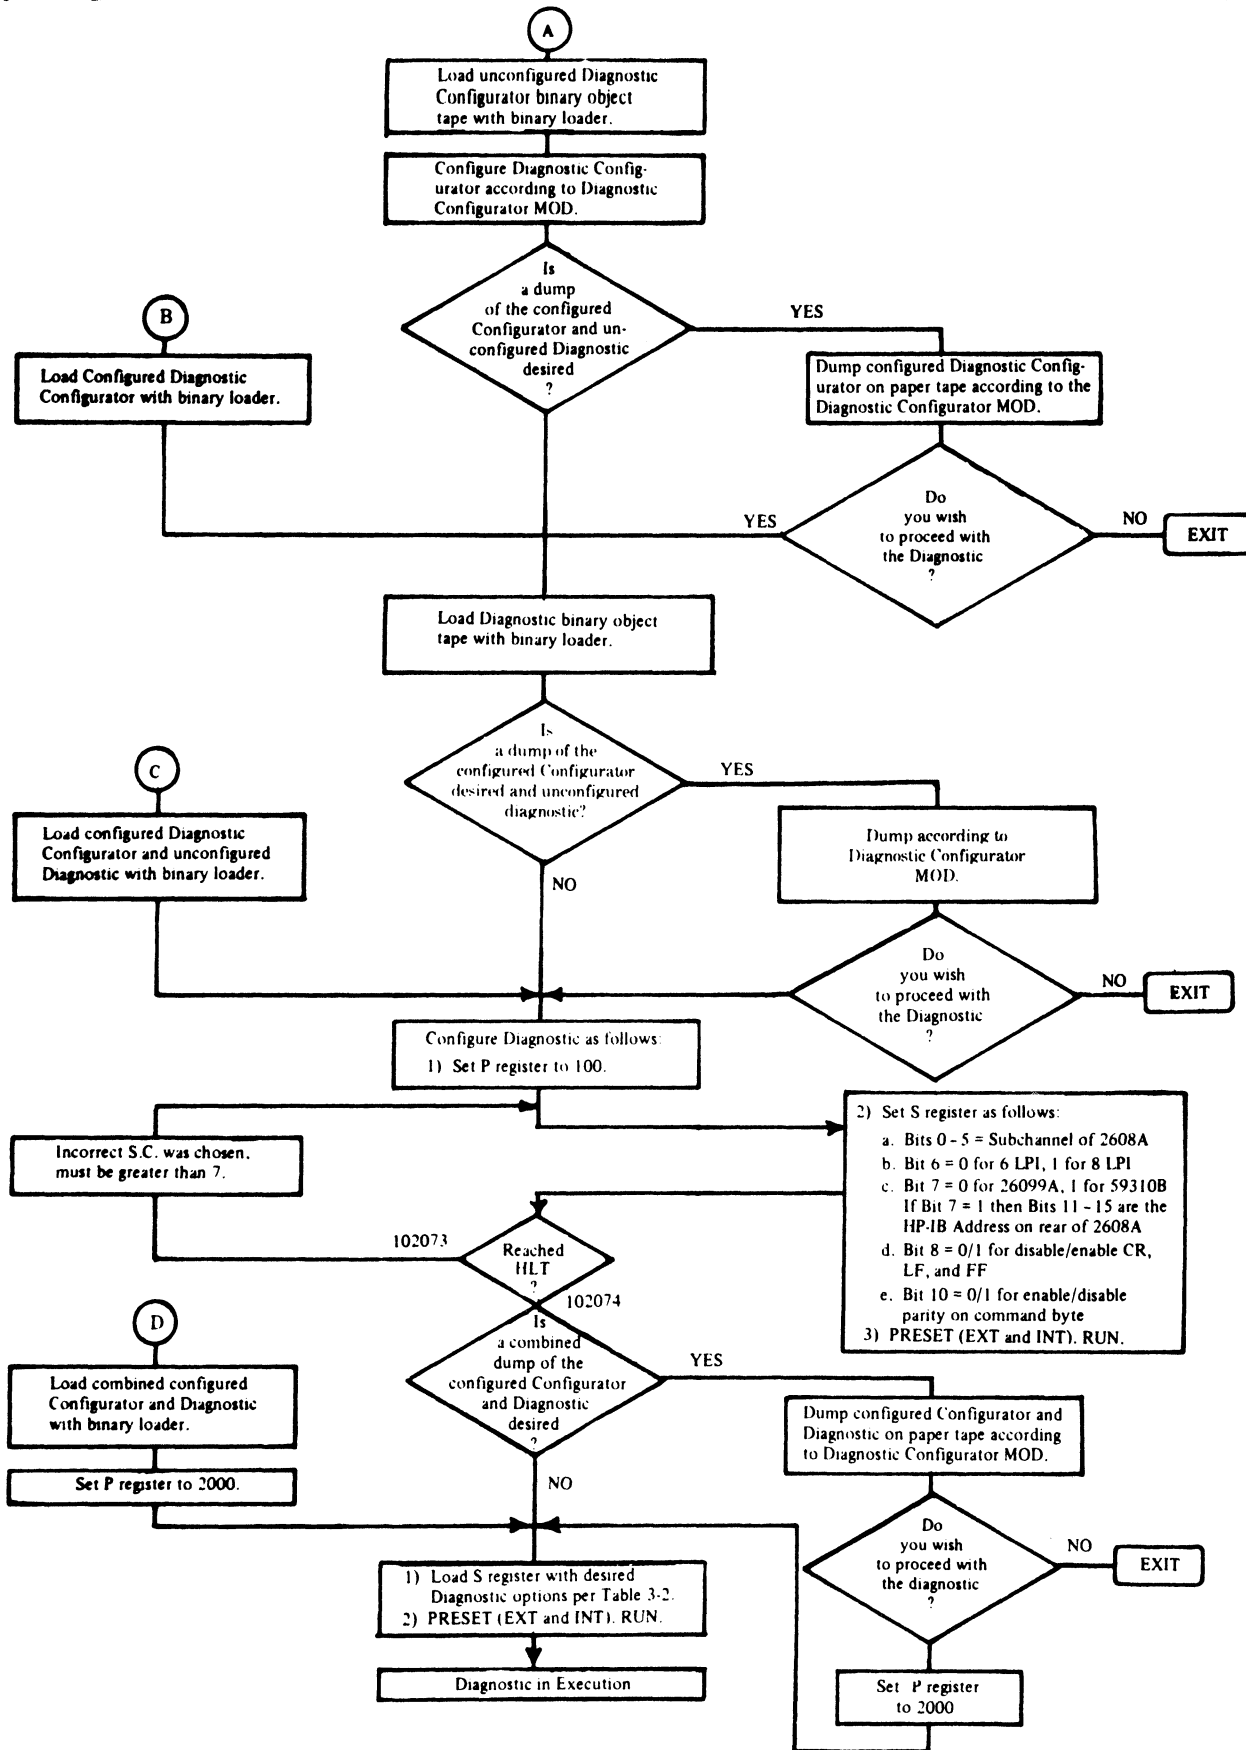 A
Load unconfigured Diagnostic
Configurator binary object
tape with binary loader.
Configure Diagnostic Config-
urator according to Diagnostic
Configurator MOD.
Is
a dump
of the configured
Configurator and un-
configured Diagnostic
desired
?
YES
B
Load Configured Diagnostic
Configurator with binary loader.
Dump configured Diagnostic Config-
urator on paper tape according to the
Diagnostic Configurator MOD.
Do
you wish
to proceed with
the Diagnostic
?
YES
NO
EXIT
Load Diagnostic binary object
tape with binary loader.
Is
a dump of the
configured Configurator
desired and unconfigured
diagnostic?
YES
NO
C
Load configured Diagnostic
Configurator and unconfigured
Diagnostic with binary loader.
Dump according to
Diagnostic Configurator
MOD.
Do
you wish
to proceed with
the Diagnostic
?
NO
EXIT
Configure Diagnostic as follows:
1) Set P register to 100.
Incorrect S.C. was chosen,
must be greater than 7.
2) Set S register as follows:
a. Bits 0 - 5 = Subchannel of 2608A
b. Bit 6 = 0 for 6 LPI, 1 for 8 LPI
c. Bit 7 = 0 for 26099A, 1 for 59310B
If Bit 7 = 1 then Bits 11 - 15 are the
HP-IB Address on rear of 2608A
d. Bit 8 = 0/1 for disable/enable CR,
LF, and FF
e. Bit 10 = 0/1 for enable/disable
parity on command byte
3) PRESET (EXT and INT). RUN.
102073
Reached
HLT
?
102074
Is
a combined
dump of the
configured Configurator
and Diagnostic
desired
?
YES
NO
D
Load combined configured
Configurator and Diagnostic
with binary loader.
Set P register to 2000.
Dump configured Configurator and
Diagnostic on paper tape according
to Diagnostic Configurator MOD.
Do
you wish
to proceed with
the diagnostic
?
NO
EXIT
1) Load S register with desired
Diagnostic options per Table 3-2.
2) PRESET (EXT and INT). RUN.
Diagnostic in Execution
Set P register
to 2000